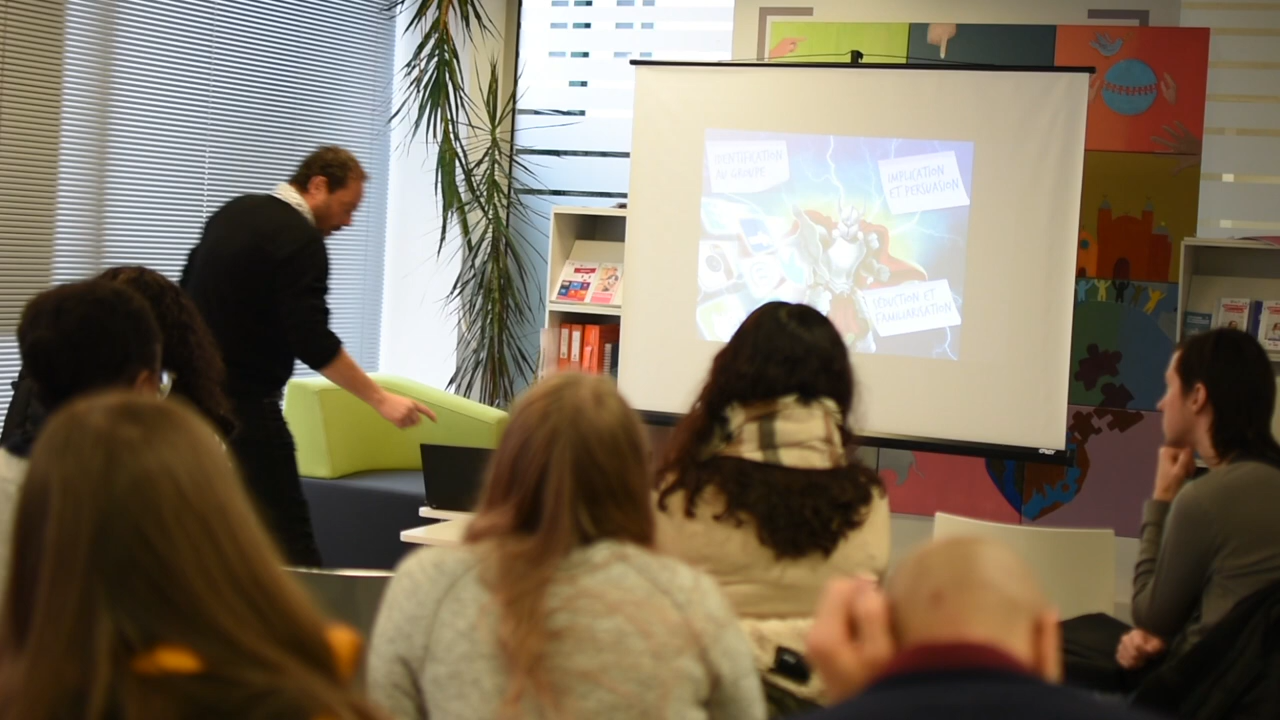 IDENTIFICATION
AU GROUPE
IMPLICATION
ET PERSUASION
SÉDUCTION ET
FAMILIARISATION